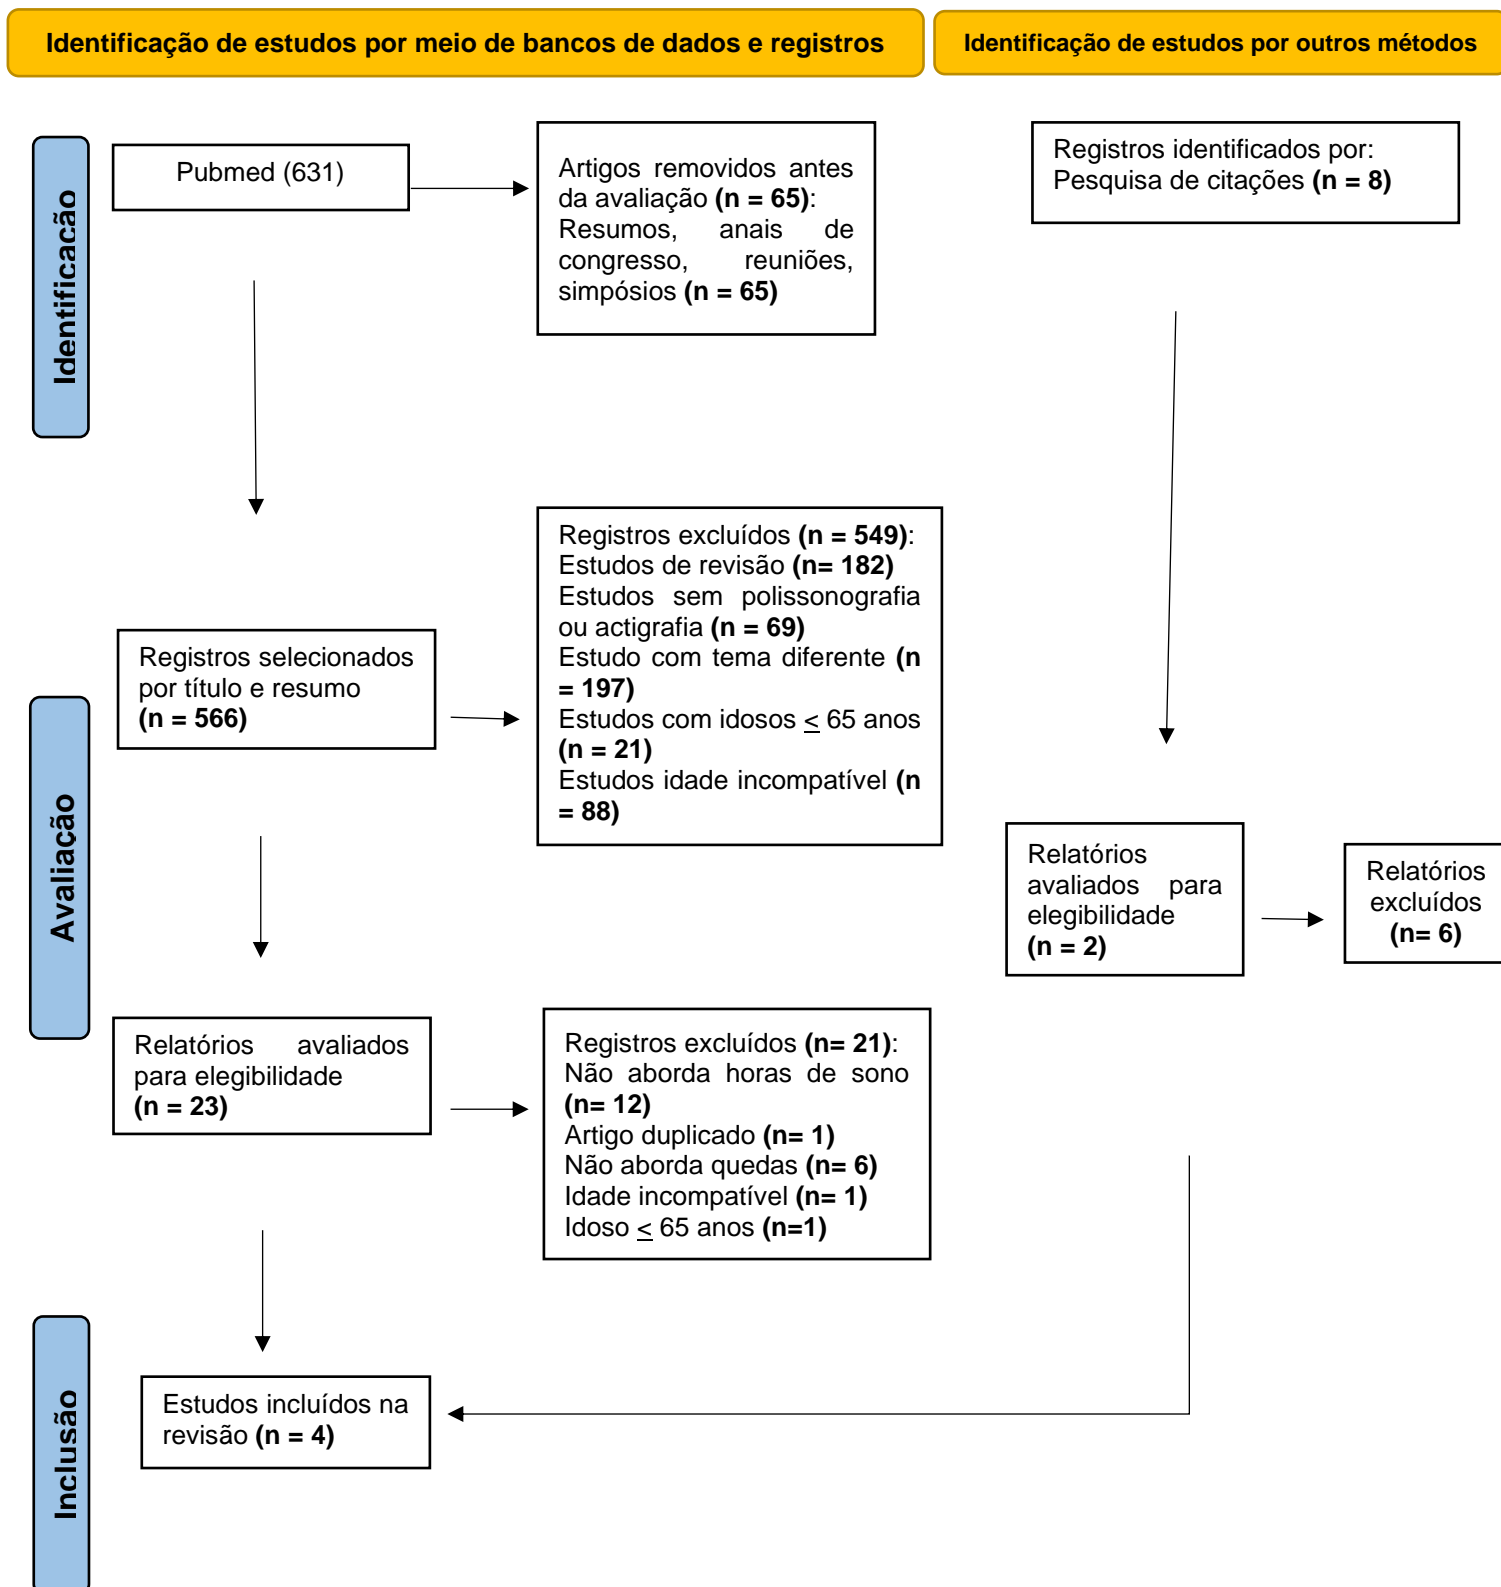 Identificação de estudos por meio de bancos de dados e registros
Identificação de estudos por outros métodos
Identificação
Pubmed (631)
Artigos removidos antes
da avaliação (n = 65):
Resumos, anais de
congresso, reuniões,
simpósios (n = 65)
Registros identificados por:
Pesquisa de citações (n = 8)
Avaliação
Registros selecionados
por título e resumo
(n = 566)
Registros excluídos (n = 549):
Estudos de revisão (n= 182)
Estudos sem polissonografia
ou actigrafia (n = 69)
Estudo com tema diferente (n
= 197)
Estudos com idosos ≤ 65 anos
(n = 21)
Estudos idade incompatível (n
= 88)
Relatórios
avaliados para
elegibilidade
(n = 2)
Relatórios
excluídos
(n= 6)
Relatórios avaliados
para elegibilidade
(n = 23)
Registros excluídos (n= 21):
Não aborda horas de sono
(n= 12)
Artigo duplicado (n= 1)
Não aborda quedas (n= 6)
Idade incompatível (n= 1)
Idoso ≤ 65 anos (n=1)
Inclusão
Estudos incluídos na
revisão (n = 4)